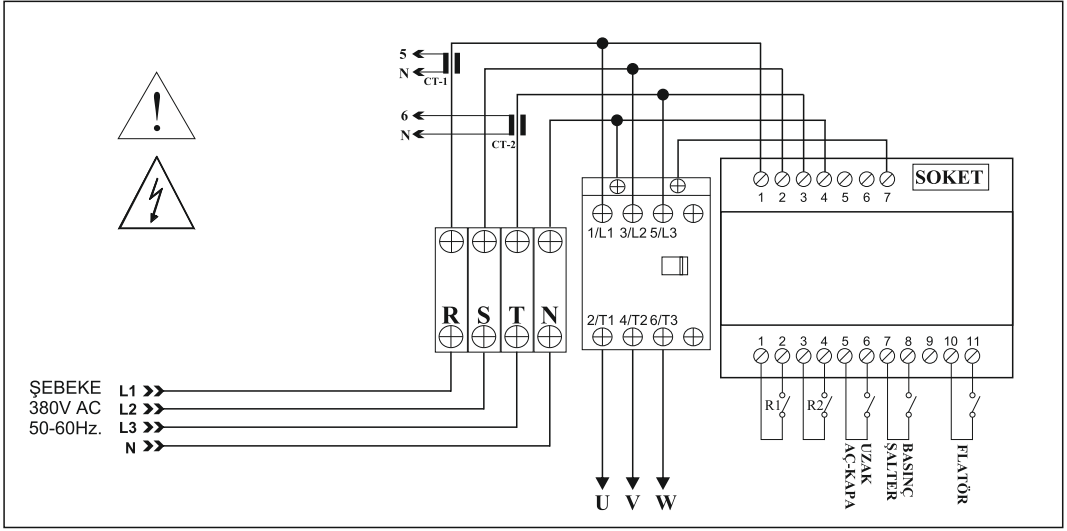 5
N
CT-1
6
N
CT-2
SOKET
1 2 3 4 5 6 7
1/L1 3/L2 5/L3
R S T N
2/T1 4/T2 6/T3
1 2 3 4 5 6 7 8 9 10 11
R1
R2
ŞEBEKE
380V AC
50-60Hz.
L1
L2
L3
N
UZAK
AÇ-KAPA
BASINÇ
ŞALTER
FLATÖR
U V W